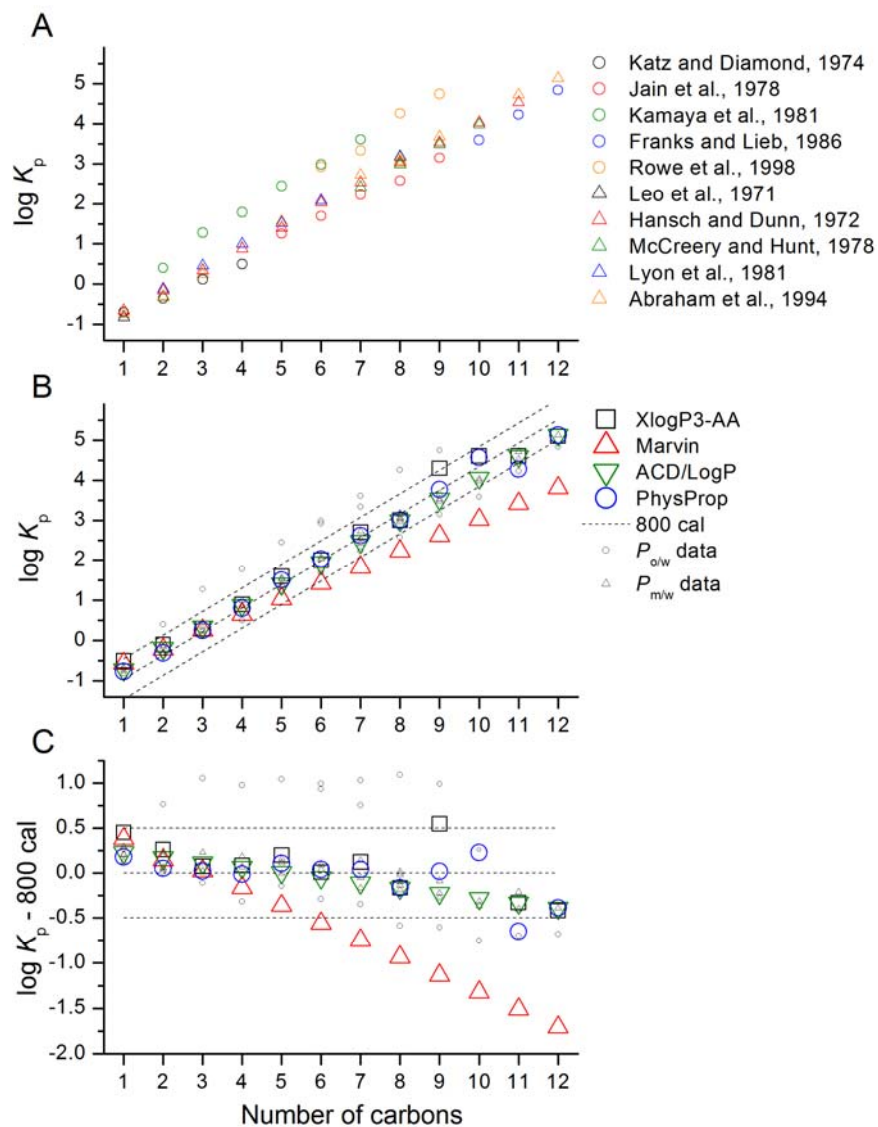 A
log Kp
5
4
3
2
1
0
-1
1 2 3 4 5 6 7 8 9 10 11 12
Katz and Diamond, 1974
Jain et al., 1978
Kamaya et al., 1981
Franks and Lieb, 1986
Rowe et al., 1998
Leo et al., 1971
Hansch and Dunn, 1972
McCreery and Hunt, 1978
Lyon et al., 1981
Abraham et al., 1994
B
log Kp
5
4
3
2
1
0
-1
1 2 3 4 5 6 7 8 9 10 11 12
XlogP3-AA
Marvin
ACD/LogP
PhysProp
800 cal
Po/w data
Pm/w data
C
log Kp - 800 cal
1.0
0.5
0.0
-0.5
-1.0
-1.5
-2.0
1 2 3 4 5 6 7 8 9 10 11 12
Number of carbons